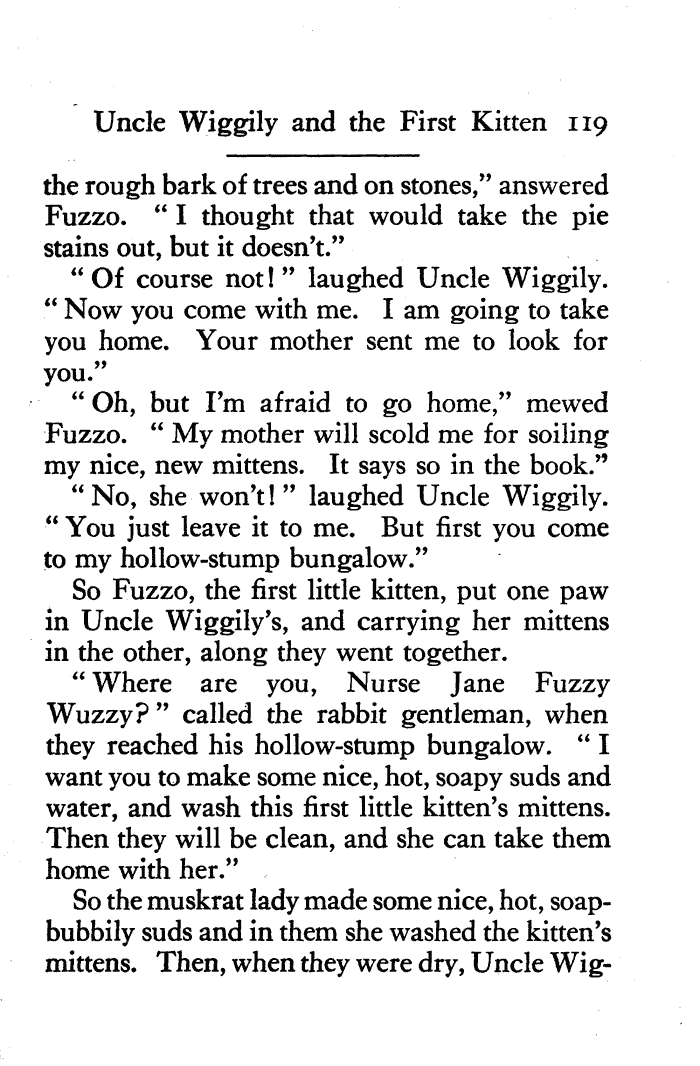 Uncle Wiggily and the First Kitten 119
the rough bark of trees and on stones,” answered
Fuzzo. “ I thought that would take the pie
stains out, but it doesn’t.”
“ Of course not! ” laughed Uncle Wiggily.
“ Now you come with me. I am going to take
you home. Your mother sent me to look for
you.”
“ Oh, but I’m afraid to go home,” mewed
Fuzzo. “ My mother will scold me for soiling
my nice, new mittens. It says so in the book.”
“ No, she won’t! ” laughed Uncle Wiggily.
“ You just leave it to me. But first you come
to my hollow-stump bungalow.”
So Fuzzo, the first little kitten, put one paw
in Uncle Wiggily’s, and carrying her mittens
in the other, along they went together.
“ Where are you, Nurse Jane Fuzzy
Wuzzy? ” called the rabbit gentleman, when
they reached his hollow-stump bungalow. “ I
want you to make some nice, hot, soapy suds and
water, and wash this first little kitten’s mittens.
Then they will be clean, and she can take them
home with her.”
So the muskrat lady made some nice, hot, soap-
bubbily suds and in them she washed the kitten’s
mittens. Then, when they were dry, Uncle Wig-